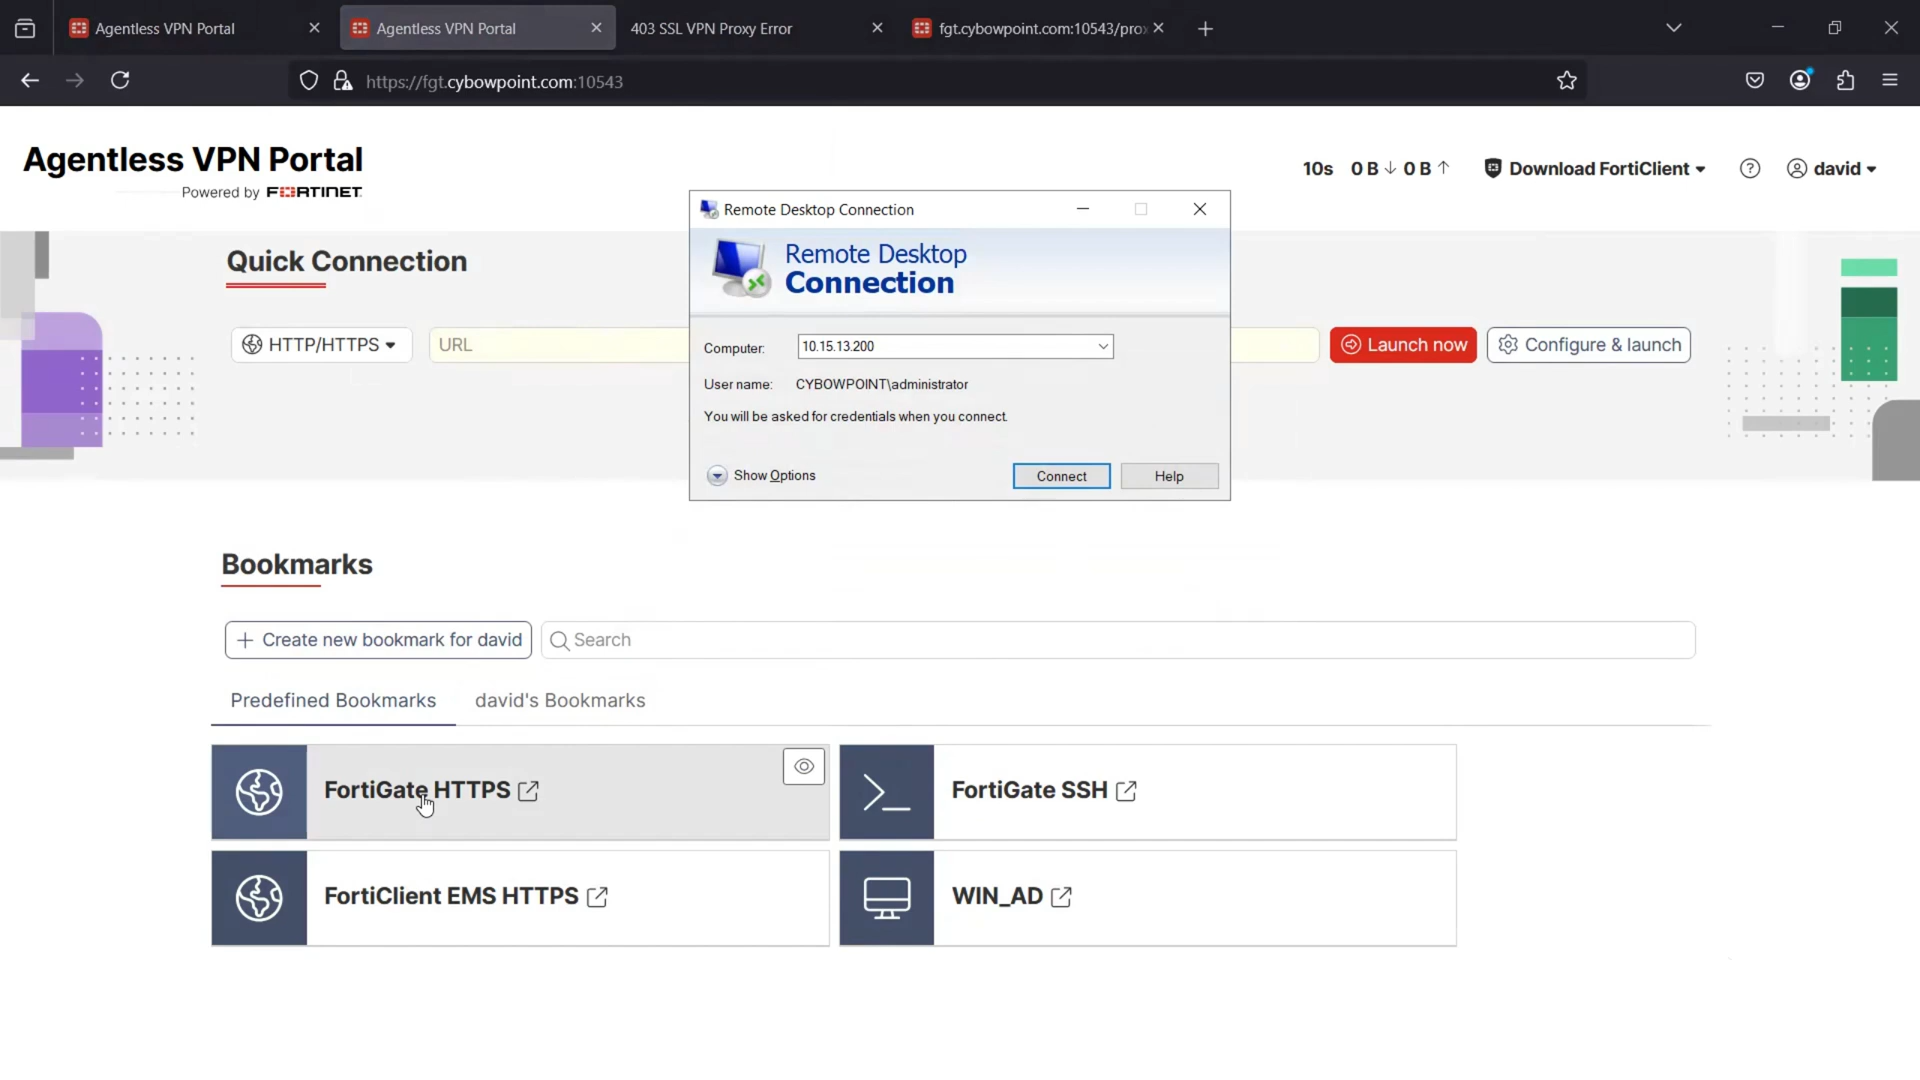 Agentless VPN Portal
Agentless VPN Portal
403 SSL VPN Proxy Error
fgt.cybowpoint.com:10543/prox
https://fgt.cybowpoint.com:10543
Agentless VPN Portal
Powered by FORTINET
10s 0 B ↓ 0 B ↑
Download FortiClient
david
Remote Desktop Connection
Remote Desktop
Connection
Quick Connection
HTTP/HTTPS
URL
Computer: 10.15.13.200
User name: CYBOWPOINT\administrator
You will be asked for credentials when you connect.
Show Options
Connect
Help
Launch now
Configure & launch
Bookmarks
+ Create new bookmark for david
Search
Predefined Bookmarks
david's Bookmarks
FortiGate HTTPS
FortiGate SSH
FortiClient EMS HTTPS
WIN_AD